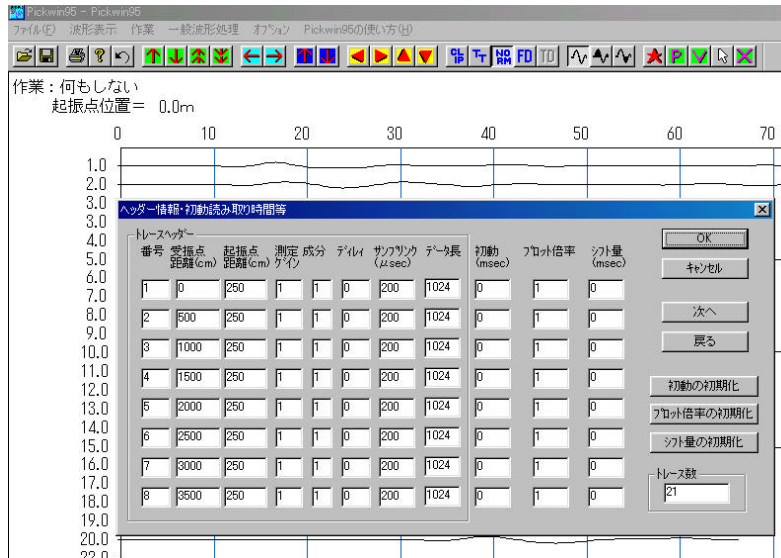 Pickwin95 - Pickwin95
ファイル(F) 波形表示 作業 一般波形処理 オプション Pickwin95の使い方(H)
CL IP TT NO RM FD TD P V
作業：何もしない
起振点位置＝ 0.0m
0 10 20 30 40 50 60 70
1.0
2.0
3.0
3.0
4.0
5.0
6.0
7.0
8.0
9.0
10.0
11.0
12.0
13.0
14.0
15.0
16.0
17.0
18.0
19.0
20.0
22.0
ヘッダー情報・初動読み取り時間等
トレースヘッダー
番号 受振点距離(cm) 起振点距離(cm) 測定ゲイン 成分 ディレイ サンプリング(μsec) データ長 初動(msec) プロット倍率 シフト量(msec)
1 0 250 1 1 0 200 1024 0 1 0
2 500 250 1 1 0 200 1024 0 1 0
3 1000 250 1 1 0 200 1024 0 1 0
4 1500 250 1 1 0 200 1024 0 1 0
5 2000 250 1 1 0 200 1024 0 1 0
6 2500 250 1 1 0 200 1024 0 1 0
7 3000 250 1 1 0 200 1024 0 1 0
8 3500 250 1 1 0 200 1024 0 1 0
OK
キャンセル
次へ
戻る
初動の初期化
プロット倍率の初期化
シフト量の初期化
トレース数
21